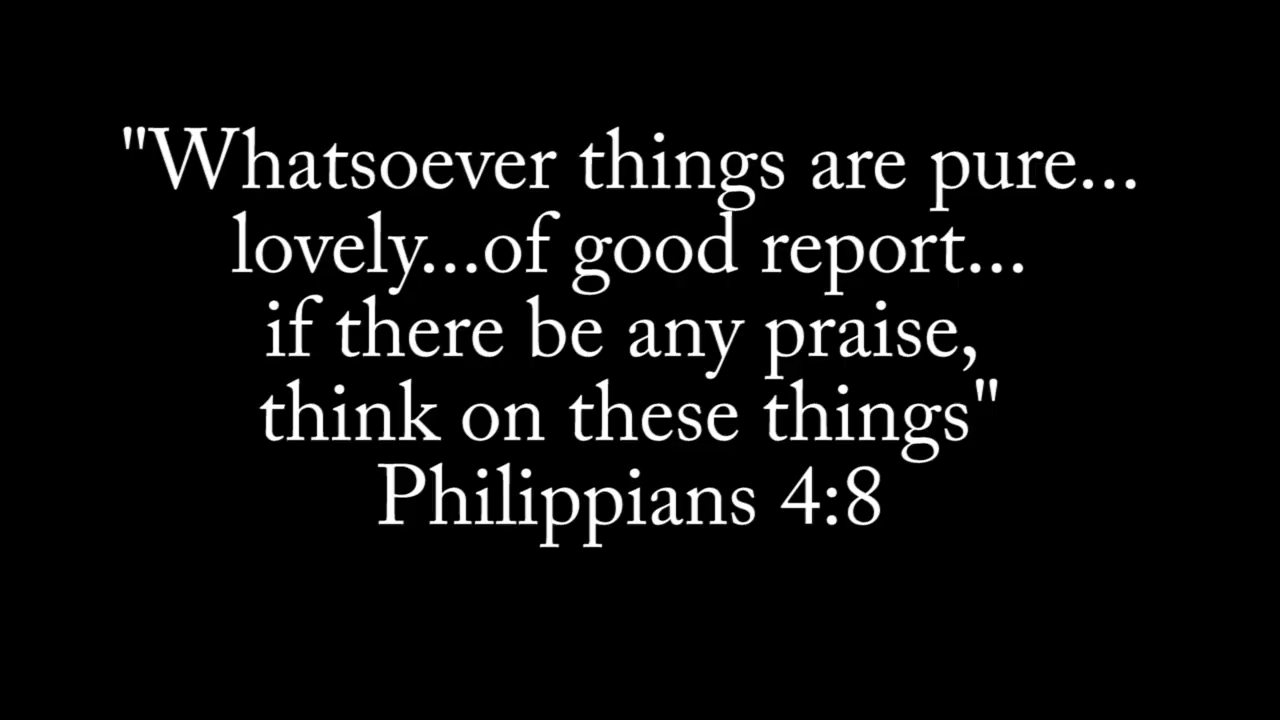 "Whatsoever things are pure...
lovely...of good report...
if there be any praise,
think on these things"
Philippians 4:8